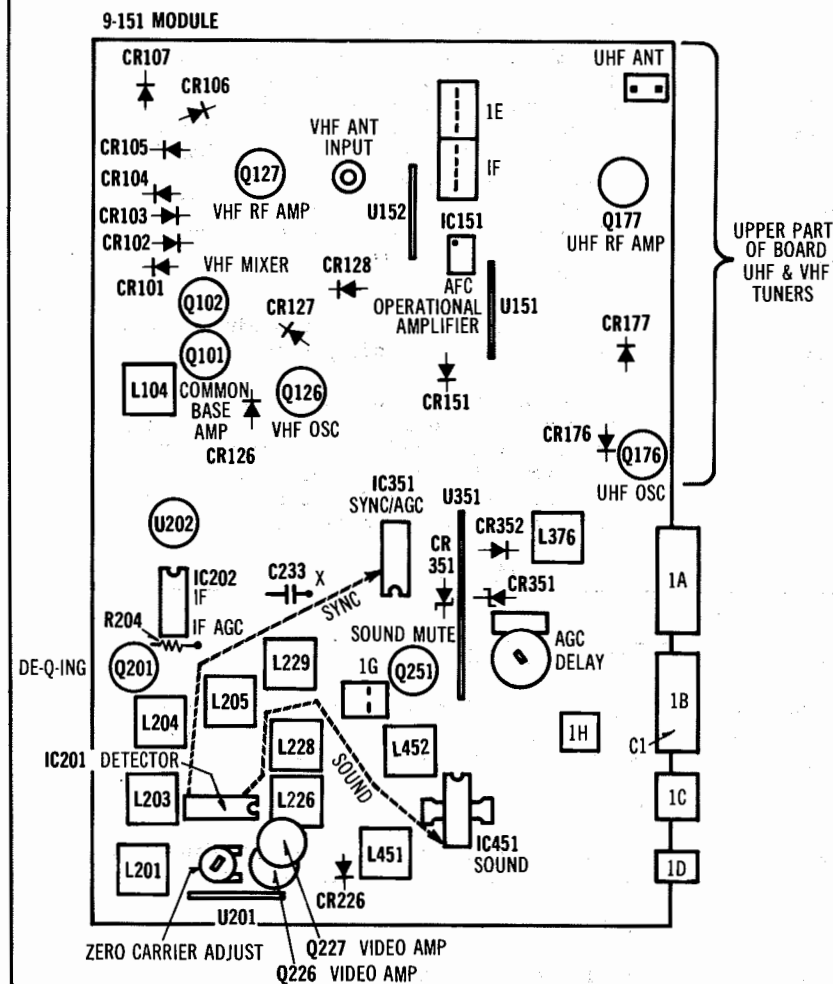 9-151 MODULE
CR107
CR106
UHF ANT
1E
VHF ANT
INPUT
CR105
Q127
1F
CR104
VHF RF AMP
U152
CR103
IC151
Q177
UHF RF AMP
CR102
UPPER PART
OF BOARD
UHF & VHF
TUNERS
VHF MIXER
CR128
CR101
AFC
OPERATIONAL
AMPLIFIER
U151
Q102
CR127
CR177
Q101
L104
COMMON
BASE
AMP
Q126
VHF OSC
CR151
CR126
CR176
Q176
UHF OSC
IC351
SYNC/AGC
U351
U202
CR352
L376
CR
351
CR351
1A
IC202
IF
C233
X
SYNC
IF AGC
R204
SOUND MUTE
AGC
DELAY
DE-Q-ING
Q201
L229
1G
Q251
L205
1B
L204
1H
C1
L228
L452
IC201 DETECTOR
SOUND
L203
L226
1C
IC451
SOUND
L451
L201
CR226
1D
U201
ZERO CARRIER ADJUST
Q227 VIDEO AMP
Q226 VIDEO AMP